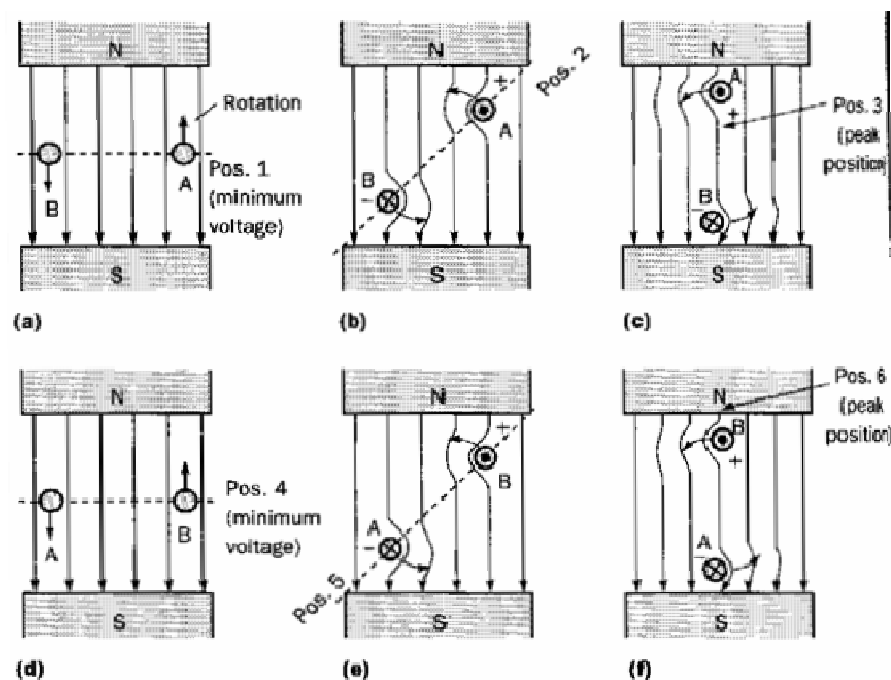 N
Rotation
Pos. 1
(minimum
voltage)
B
A
S
(a)
N
Pos. 2
+
A
B
−
S
(b)
N
A
+
Pos. 3
(peak
position)
B
−
S
(c)
N
Pos. 4
(minimum
voltage)
A
B
S
(d)
N
+
B
A
−
Pos. 5
S
(e)
Pos. 6
(peak
position)
N
B
+
A
−
S
(f)